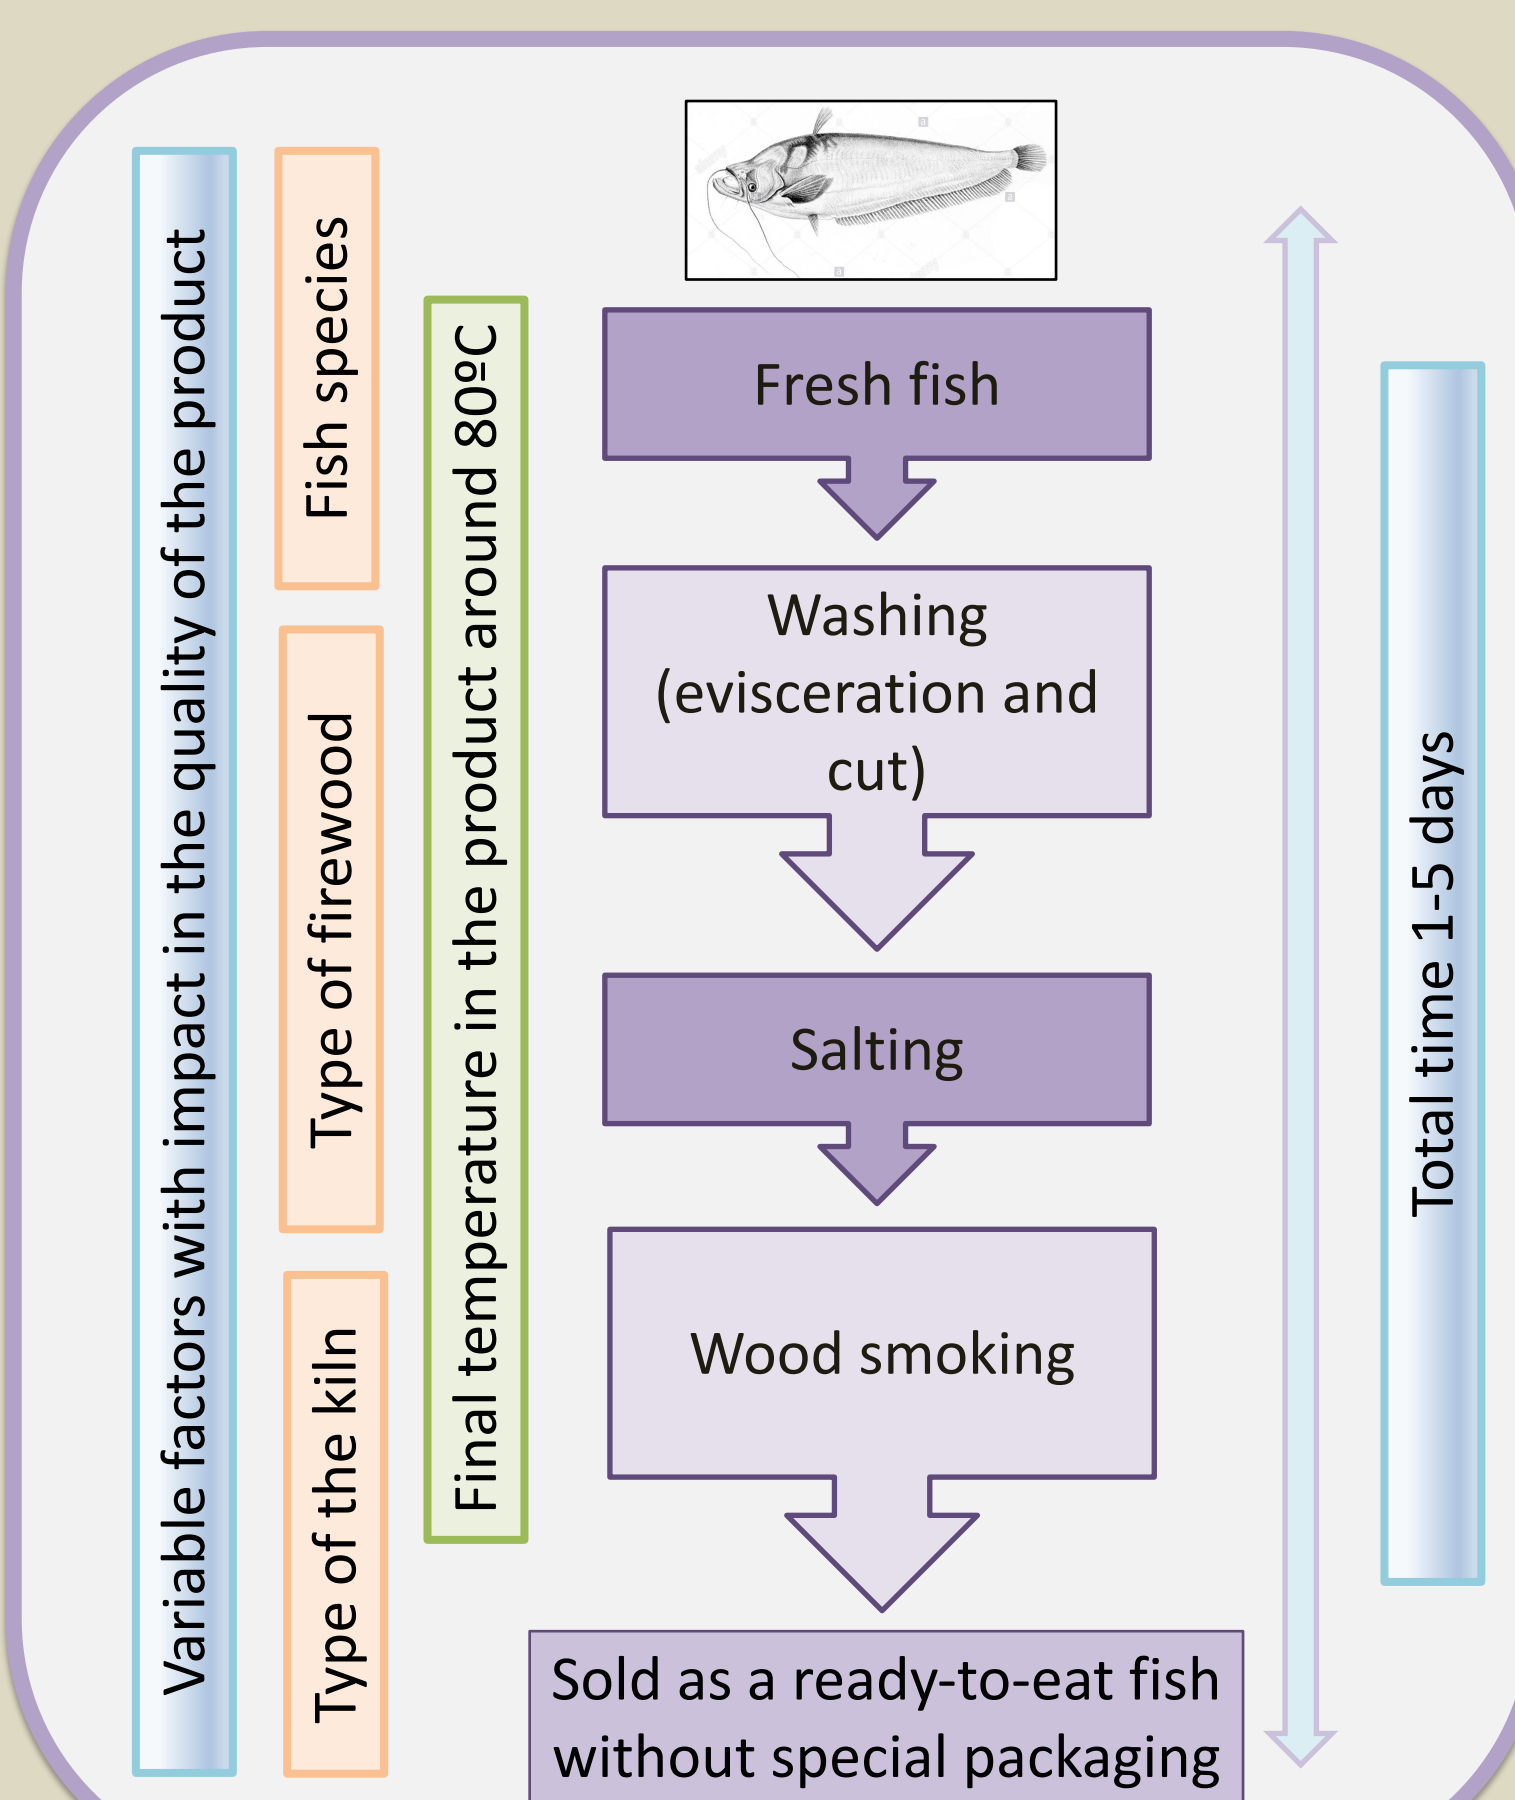 Variable factors with impact in the quality of the product
Fish species
Type of firewood
Type of the kiln
Final temperature in the product around 80ºC
Fresh fish
Washing
(evisceration and
cut)
Salting
Wood smoking
Sold as a ready-to-eat fish
without special packaging
Total time 1-5 days